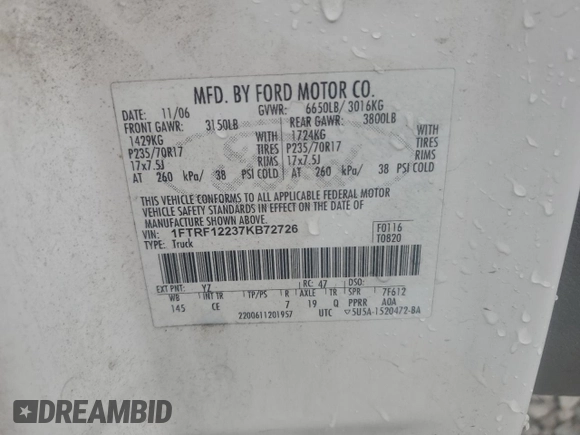 MFD. BY FORD MOTOR CO.
DATE: 11/06 GVWR: 6650LB/ 3016KG
FRONT GAWR: 3150LB REAR GAWR: 3800LB
1429KG WITH 1724KG WITH
P235/70R17 TIRES P235/70R17 TIRES
17x7.5J RIMS 17x7.5J RIMS
AT 260 kPa/ 38 PSI COLD AT 260 kPa/ 38 PSI COLD
THIS VEHICLE CONFORMS TO ALL APPLICABLE FEDERAL MOTOR
VEHICLE SAFETY STANDARDS IN EFFECT ON THE DATE OF
MANUFACTURE SHOWN ABOVE.
VIN: 1FTRF12237KB72726 F0116
TYPE: Truck T0820
EXT PNT: YZ RC: 47 DSO:
WB INT TR TP/PS R AXLE TR SPR 7F612
145 CE 7 19 Q PPRR AOA
2200611201957 UTC 5U5A-1520472-BA
DREAMBID